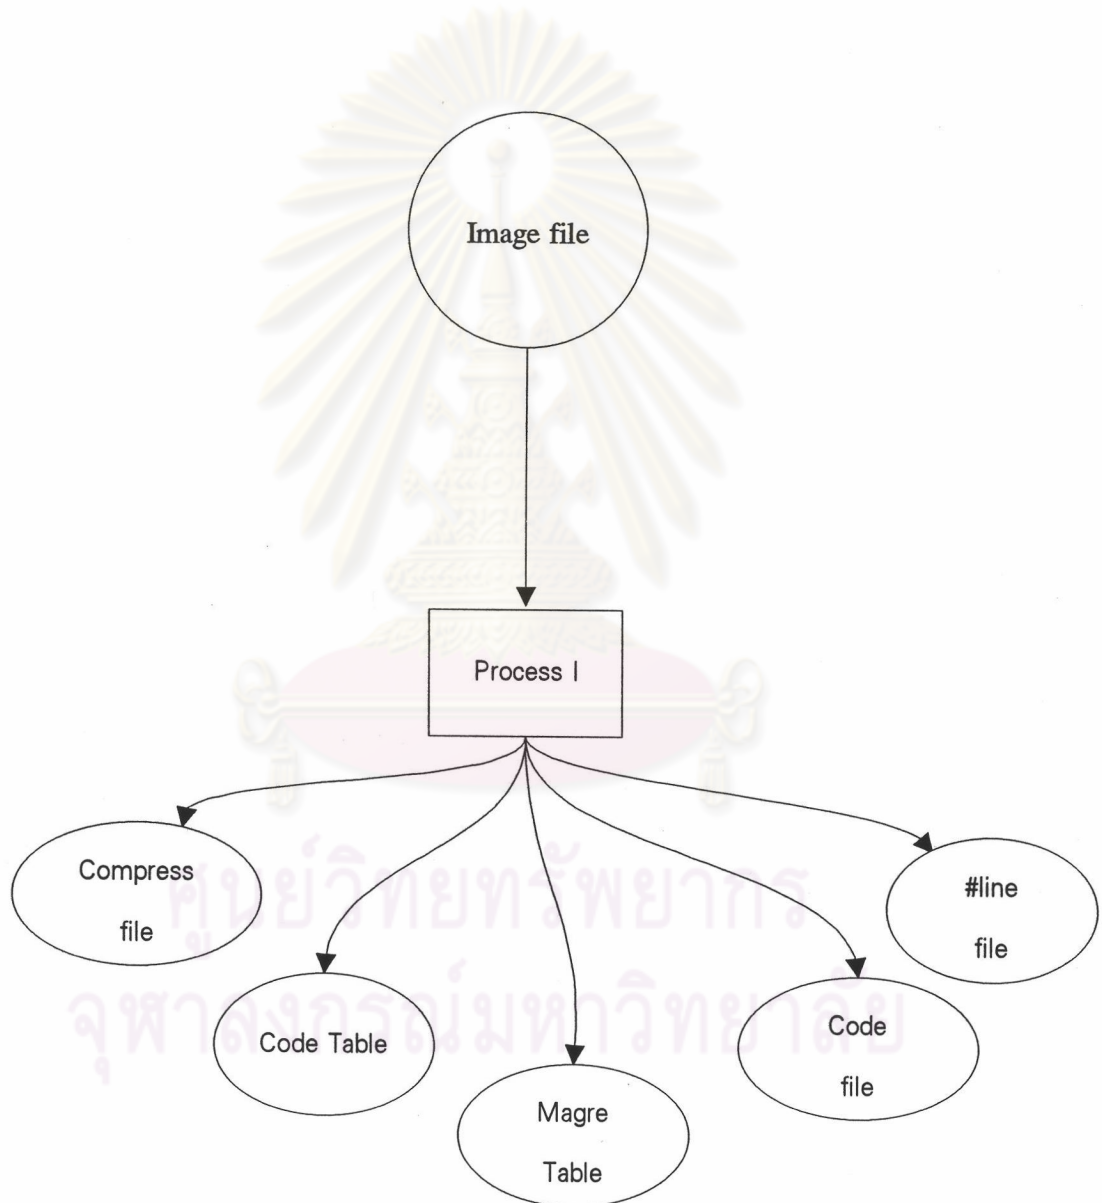 Image file
Process I
Compress
file
#line
file
ศูนย์วิทยทรัพยากร
จุฬาลงกรณ์มหาวิทยาลัย
Code Table
Code
file
Magre
Table